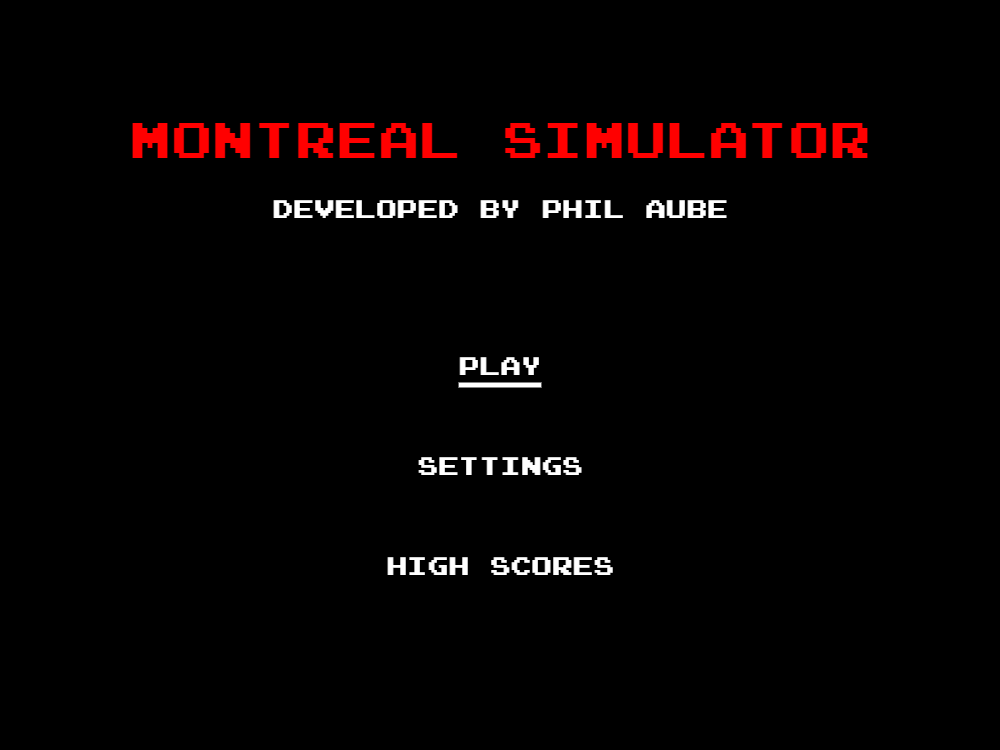 MONTREAL SIMULATOR
DEVELOPED BY PHIL AUBE
PLAY
SETTINGS
HIGH SCORES